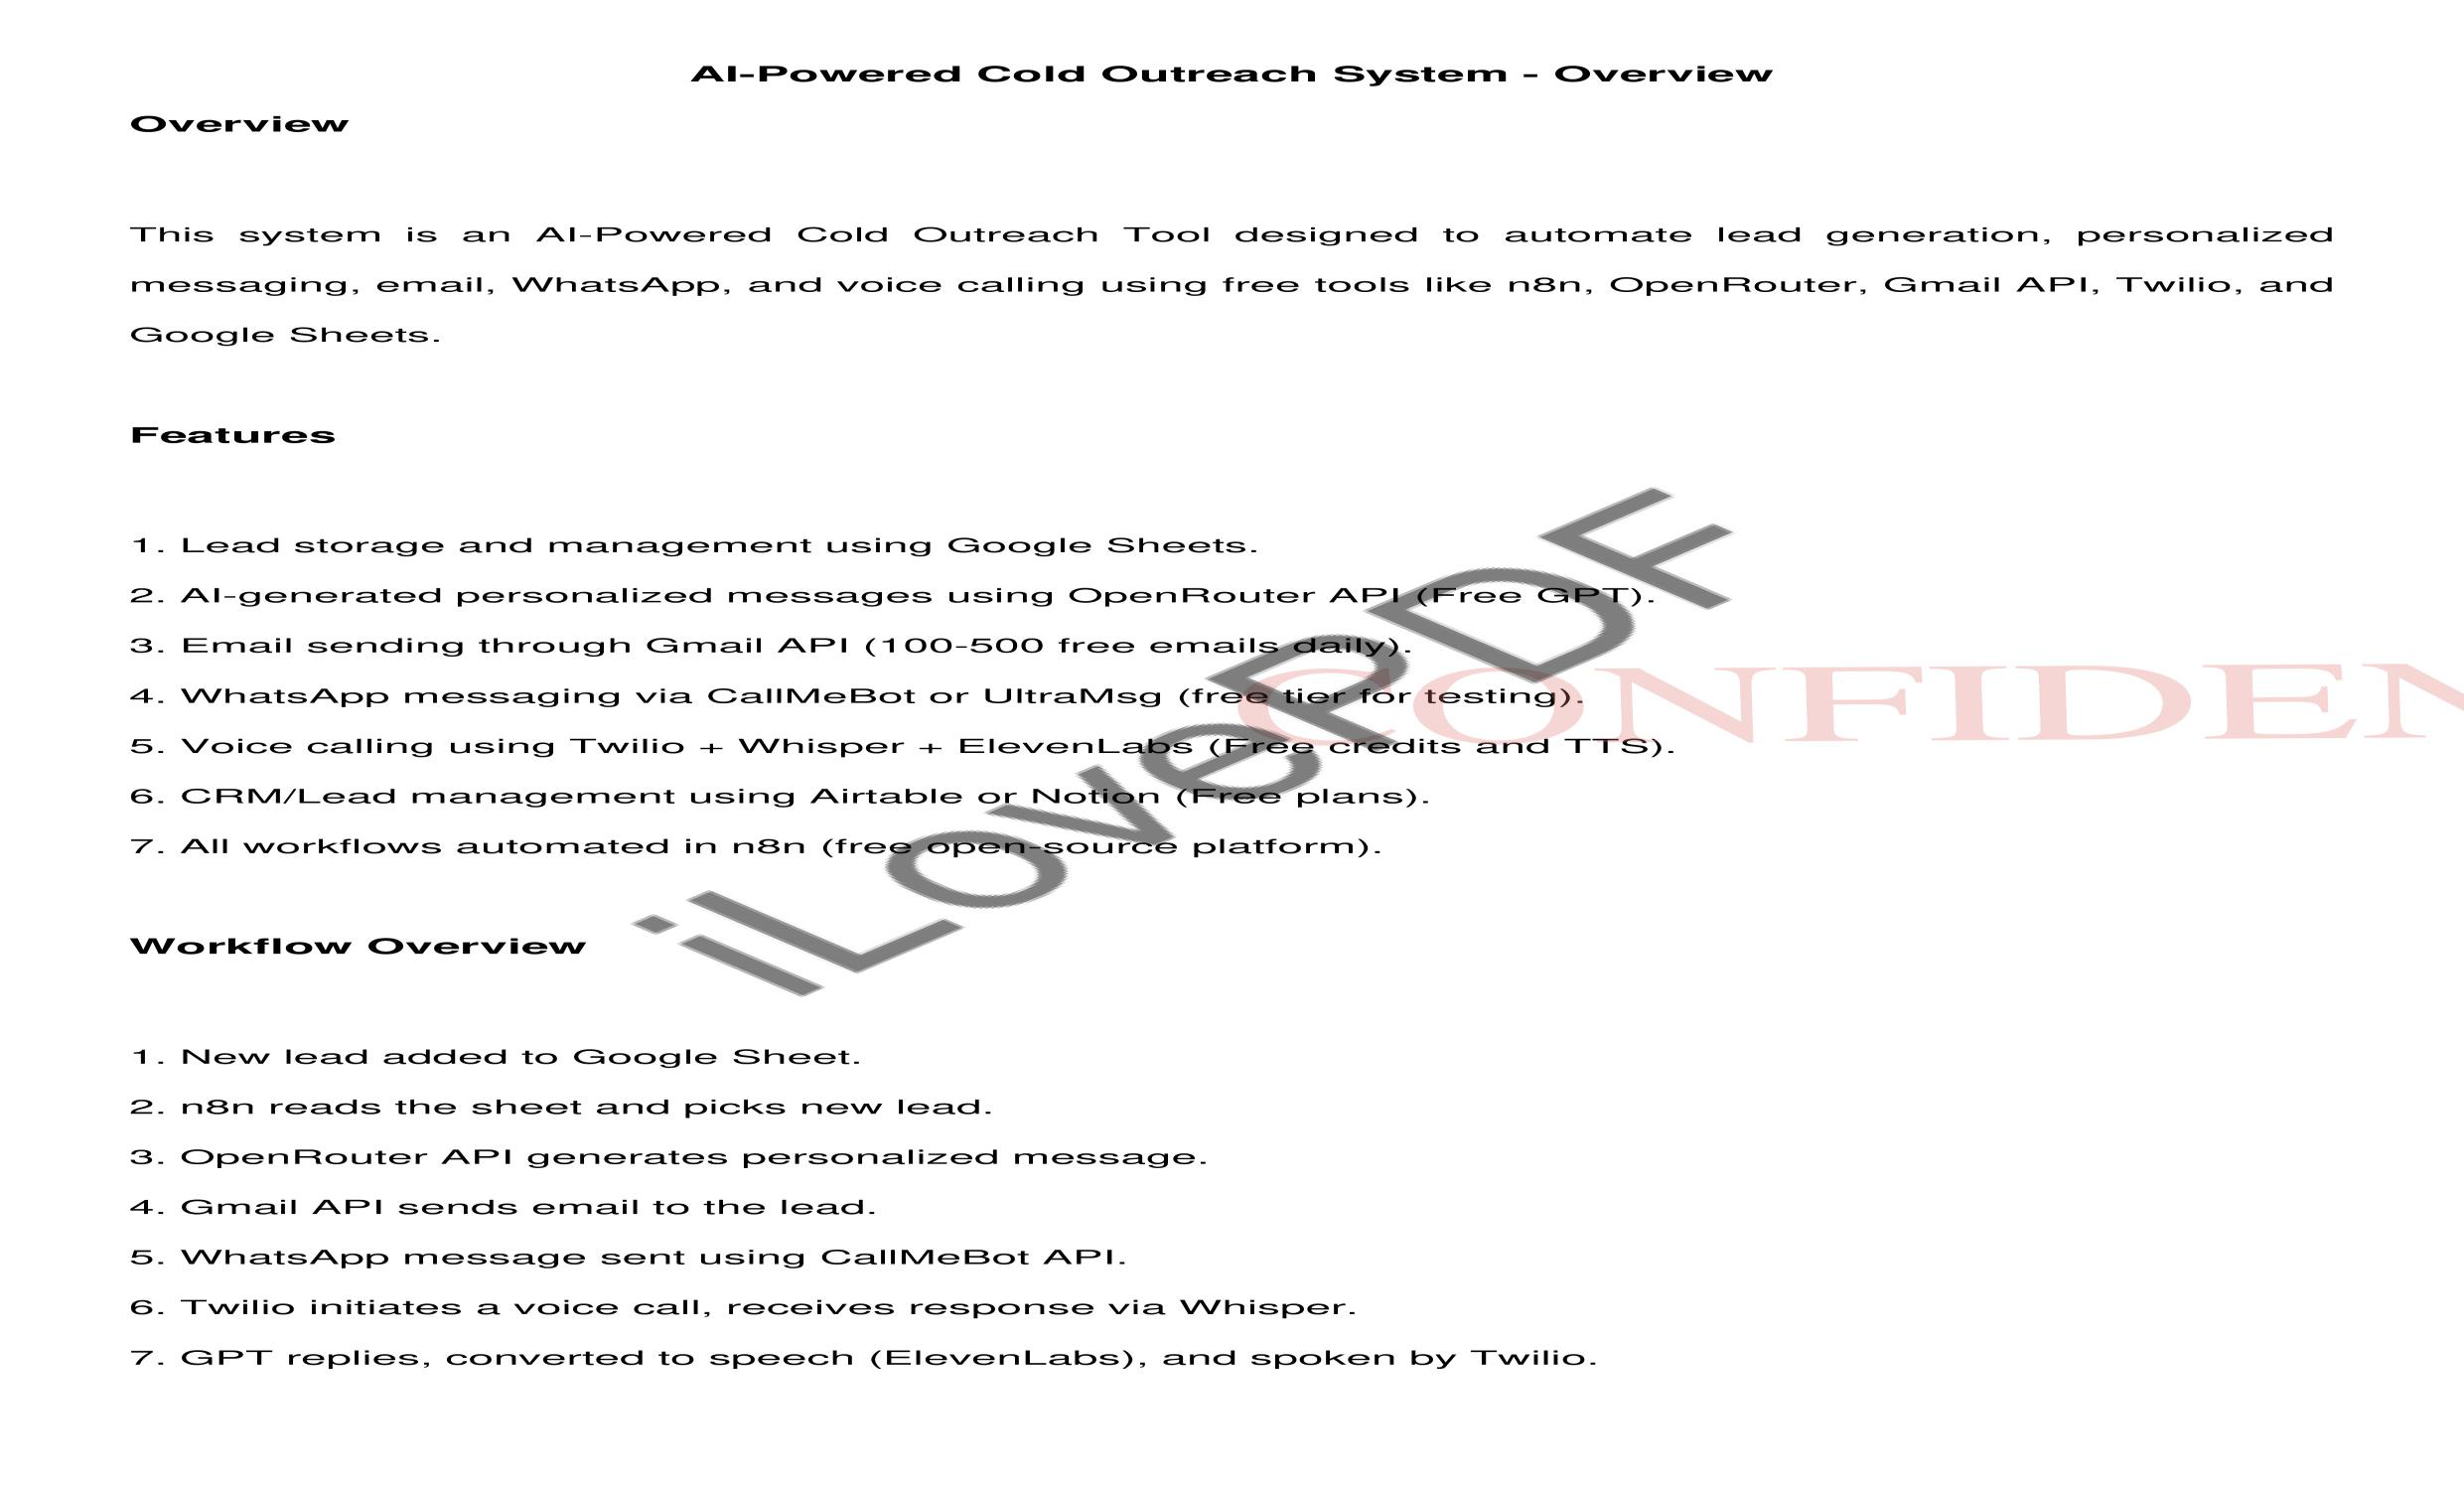 AI-Powered Cold Outreach System - Overview
Overview
This system is an AI-Powered Cold Outreach Tool designed to automate lead generation, personalized
messaging, email, WhatsApp, and voice calling using free tools like n8n, OpenRouter, Gmail API, Twilio, and
Google Sheets.
Features
1. Lead storage and management using Google Sheets.
2. AI-generated personalized messages using OpenRouter API (Free GPT).
3. Email sending through Gmail API (100-500 free emails daily).
4. WhatsApp messaging via CallMeBot or UltraMsg (free tier for testing).
5. Voice calling using Twilio + Whisper + ElevenLabs (Free credits and TTS).
6. CRM/Lead management using Airtable or Notion (Free plans).
7. All workflows automated in n8n (free open-source platform).
iLovePDF
CONFIDEN
Workflow Overview
1. New lead added to Google Sheet.
2. n8n reads the sheet and picks new lead.
3. OpenRouter API generates personalized message.
4. Gmail API sends email to the lead.
5. WhatsApp message sent using CallMeBot API.
6. Twilio initiates a voice call, receives response via Whisper.
7. GPT replies, converted to speech (ElevenLabs), and spoken by Twilio.